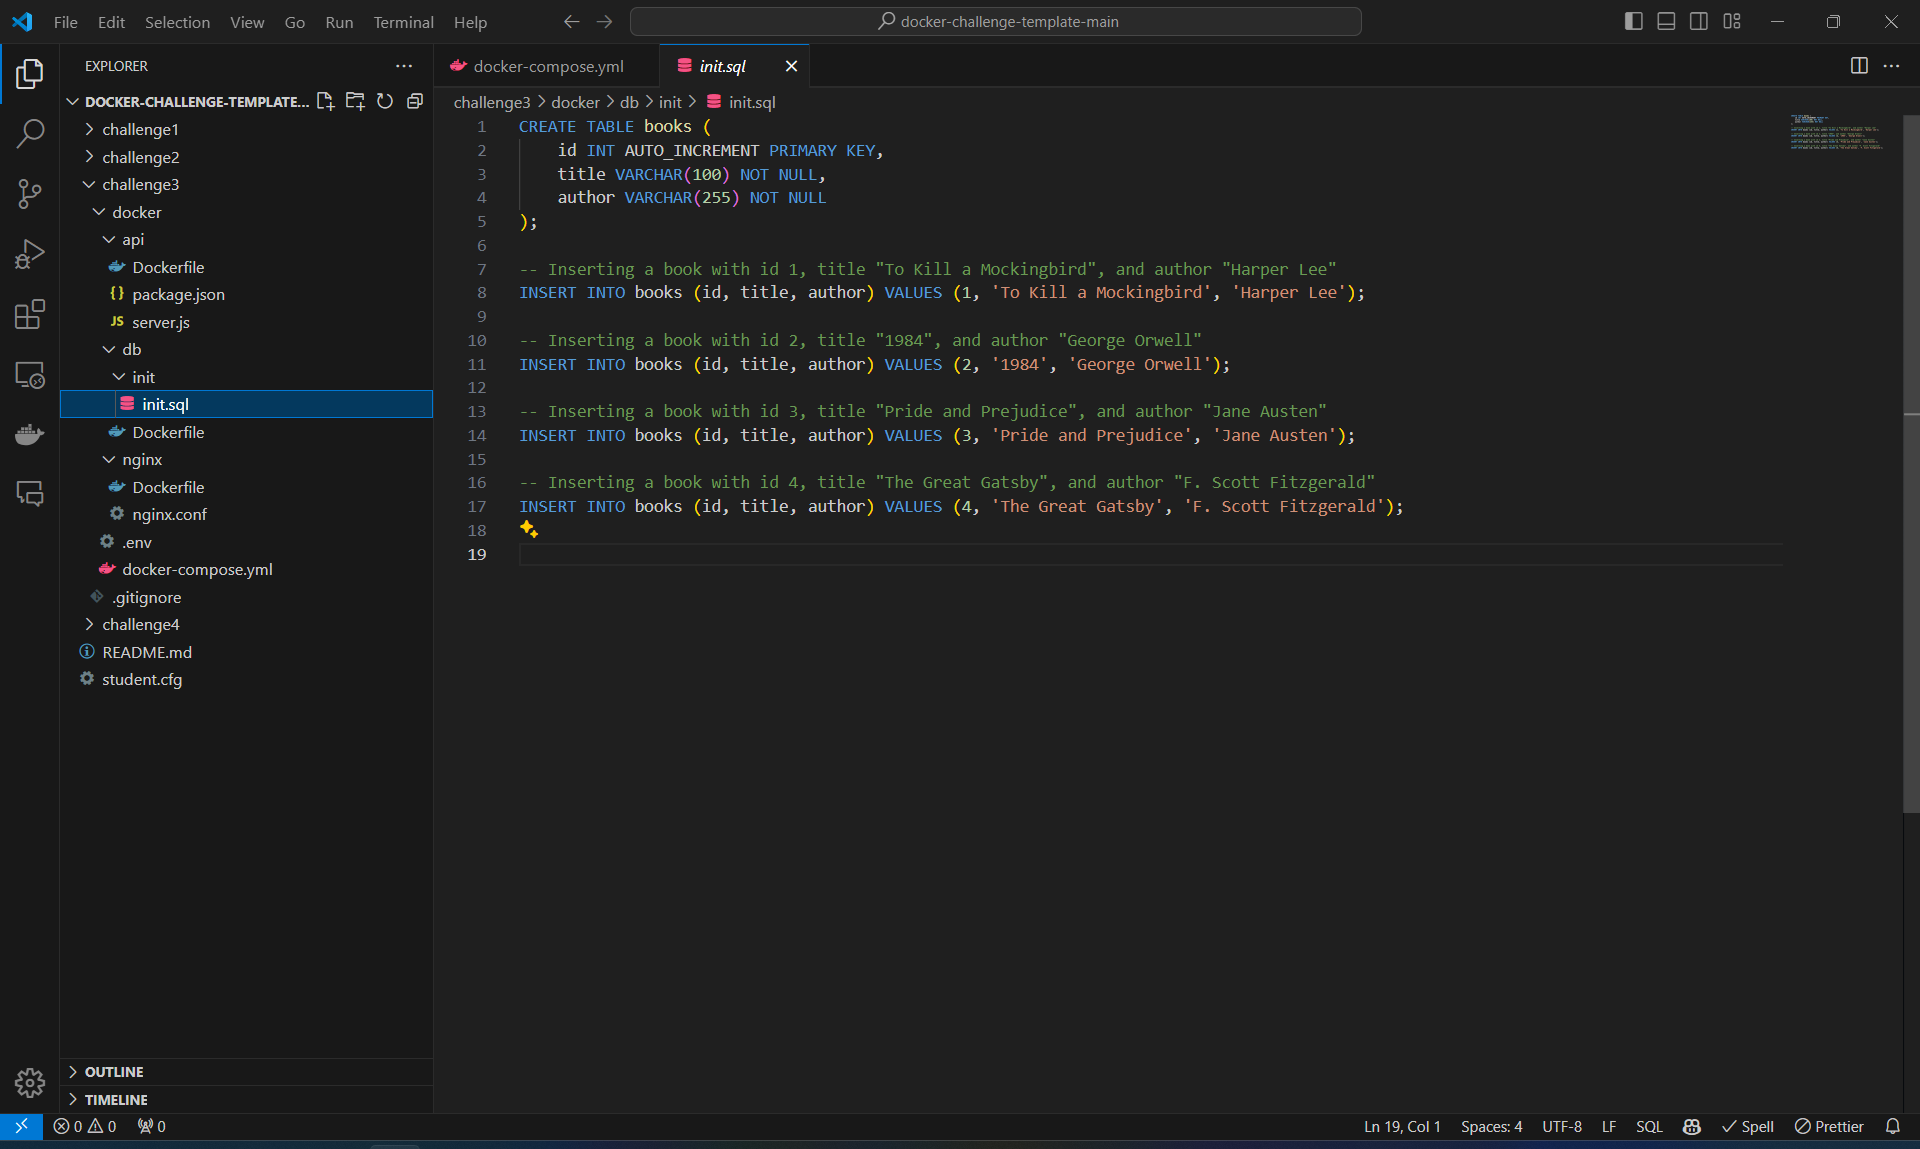 File Edit Selection View Go Run Terminal Help
docker-challenge-template-main
EXPLORER
DOCKER-CHALLENGE-TEMPLATE...
challenge1
challenge2
challenge3
docker
api
Dockerfile
package.json
JS server.js
db
init
init.sql
Dockerfile
nginx
Dockerfile
nginx.conf
.env
docker-compose.yml
.gitignore
challenge4
README.md
student.cfg
OUTLINE
TIMELINE
docker-compose.yml init.sql
challenge3 > docker > db > init > init.sql
1 CREATE TABLE books (
2 id INT AUTO_INCREMENT PRIMARY KEY,
3 title VARCHAR(100) NOT NULL,
4 author VARCHAR(255) NOT NULL
5 );
6
7 -- Inserting a book with id 1, title "To Kill a Mockingbird", and author "Harper Lee"
8 INSERT INTO books (id, title, author) VALUES (1, 'To Kill a Mockingbird', 'Harper Lee');
9
10 -- Inserting a book with id 2, title "1984", and author "George Orwell"
11 INSERT INTO books (id, title, author) VALUES (2, '1984', 'George Orwell');
12
13 -- Inserting a book with id 3, title "Pride and Prejudice", and author "Jane Austen"
14 INSERT INTO books (id, title, author) VALUES (3, 'Pride and Prejudice', 'Jane Austen');
15
16 -- Inserting a book with id 4, title "The Great Gatsby", and author "F. Scott Fitzgerald"
17 INSERT INTO books (id, title, author) VALUES (4, 'The Great Gatsby', 'F. Scott Fitzgerald');
18
19
0 0 0 Ln 19, Col 1 Spaces: 4 UTF-8 LF SQL Spell Prettier